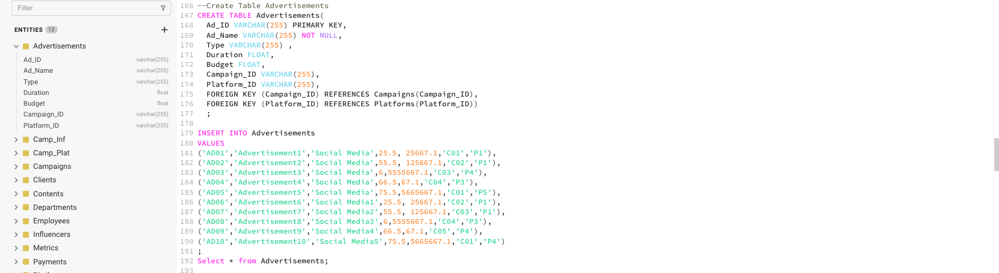 Filter
ENTITIES 12 +
Advertisements
Ad_ID varchar(255)
Ad_Name varchar(255)
Type varchar(255)
Duration float
Budget float
Campaign_ID varchar(255)
Platform_ID varchar(255)
Camp_Inf
Camp_Plat
Campaigns
Clients
Contents
Departments
Employees
Influencers
Metrics
Payments
166 --Create Table Advertisements
167 CREATE TABLE Advertisements(
168 Ad_ID VARCHAR(255) PRIMARY KEY,
169 Ad_Name VARCHAR(255) NOT NULL,
170 Type VARCHAR(255) ,
171 Duration FLOAT,
172 Budget FLOAT,
173 Campaign_ID VARCHAR(255),
174 Platform_ID VARCHAR(255),
175 FOREIGN KEY (Campaign_ID) REFERENCES Campaigns(Campaign_ID),
176 FOREIGN KEY (Platform_ID) REFERENCES Platforms(Platform_ID))
177 ;
178
179 INSERT INTO Advertisements
180 VALUES
181 ('AD01','Advertisement1','Social Media',25.5, 25667.1,'C01','P1'),
182 ('AD02','Advertisement2','Social Media',55.5, 125667.1,'C02','P1'),
183 ('AD03','Advertisement3','Social Media',6,5555667.1,'C03','P4'),
184 ('AD04','Advertisement4','Social Media',66.5,67.1,'C04','P3'),
185 ('AD05','Advertisement5','Social Media',75.5,5665667.1,'C01','P5'),
186 ('AD06','Advertisement6','Social Media1',25.5, 25667.1,'C02','P1'),
187 ('AD07','Advertisement7','Social Media2',55.5, 125667.1,'C03','P1'),
188 ('AD08','Advertisement8','Social Media3',6,5555667.1,'C04','P3'),
189 ('AD09','Advertisement9','Social Media4',66.5,67.1,'C05','P4'),
190 ('AD10','Advertisement10','Social Media5',75.5,5665667.1,'C01','P4')
191 ;
192 Select * from Advertisements;
193